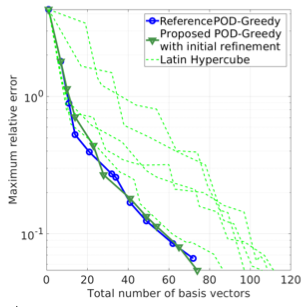 ReferencePOD-Greedy
Proposed POD-Greedy
with initial refinement
Latin Hypercube
Maximum relative error
10⁰
10⁻¹
0 20 40 60 80 100 120
Total number of basis vectors